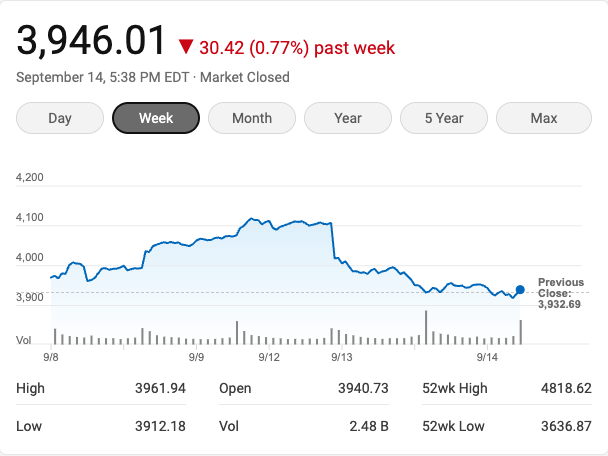 3,946.01 ▼ 30.42 (0.77%) past week
September 14, 5:38 PM EDT · Market Closed
Day Week Month Year 5 Year Max
4,200
4,100
4,000
3,900
Previous
Close:
3,932.69
Vol
9/8 9/9 9/12 9/13 9/14
High 3961.94 Open 3940.73 52wk High 4818.62
Low 3912.18 Vol 2.48 B 52wk Low 3636.87